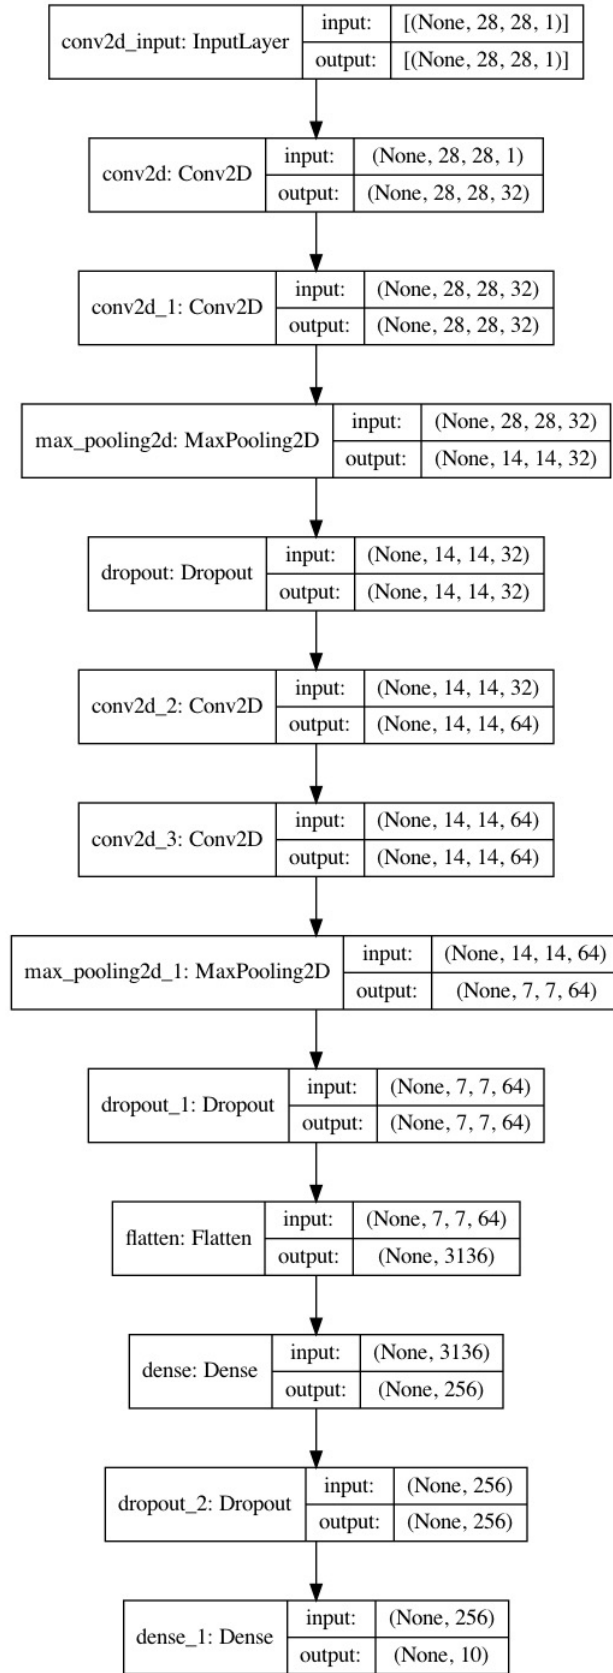 conv2d_input: InputLayer
input: [(None, 28, 28, 1)]
output: [(None, 28, 28, 1)]
conv2d: Conv2D
input: (None, 28, 28, 1)
output: (None, 28, 28, 32)
conv2d_1: Conv2D
input: (None, 28, 28, 32)
output: (None, 28, 28, 32)
max_pooling2d: MaxPooling2D
input: (None, 28, 28, 32)
output: (None, 14, 14, 32)
dropout: Dropout
input: (None, 14, 14, 32)
output: (None, 14, 14, 32)
conv2d_2: Conv2D
input: (None, 14, 14, 32)
output: (None, 14, 14, 64)
conv2d_3: Conv2D
input: (None, 14, 14, 64)
output: (None, 14, 14, 64)
max_pooling2d_1: MaxPooling2D
input: (None, 14, 14, 64)
output: (None, 7, 7, 64)
dropout_1: Dropout
input: (None, 7, 7, 64)
output: (None, 7, 7, 64)
flatten: Flatten
input: (None, 7, 7, 64)
output: (None, 3136)
dense: Dense
input: (None, 3136)
output: (None, 256)
dropout_2: Dropout
input: (None, 256)
output: (None, 256)
dense_1: Dense
input: (None, 256)
output: (None, 10)